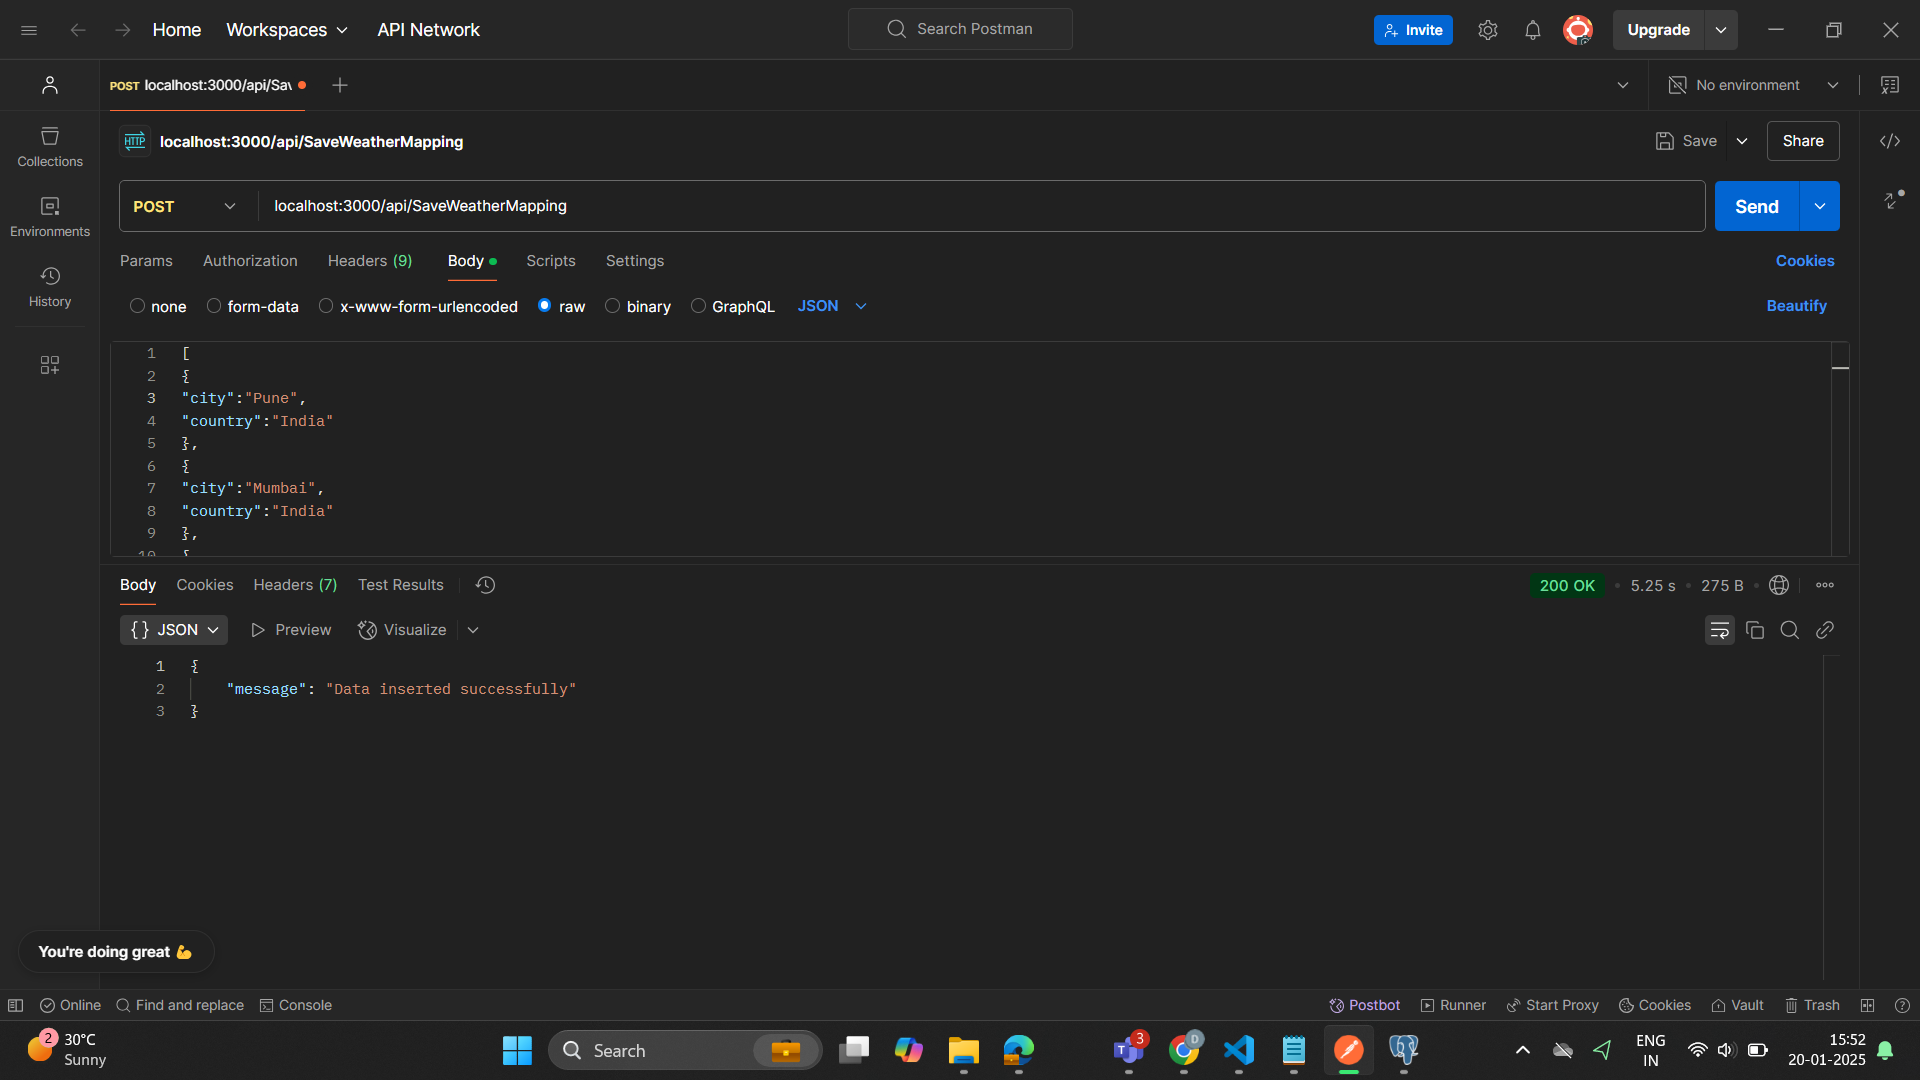 Home
Workspaces
API Network
Search Postman
Invite
Upgrade
POST localhost:3000/api/Sav
No environment
HTTP localhost:3000/api/SaveWeatherMapping
Save
Share
Collections
Environments
History
POST
localhost:3000/api/SaveWeatherMapping
Send
Params
Authorization
Headers (9)
Body
Scripts
Settings
Cookies
none
form-data
x-www-form-urlencoded
raw
binary
GraphQL
JSON
Beautify
1 [
2 {
3 "city":"Pune",
4 "country":"India"
5 },
6 {
7 "city":"Mumbai",
8 "country":"India"
9 },
10 {
Body
Cookies
Headers (7)
Test Results
200 OK
5.25 s
275 B
{} JSON
Preview
Visualize
1 {
2 "message": "Data inserted successfully"
3 }
You're doing great 💪
Online
Find and replace
Console
Postbot
Runner
Start Proxy
Cookies
Vault
Trash
2
30°C
Sunny
Search
T
3
D
ENG
IN
15:52
20-01-2025